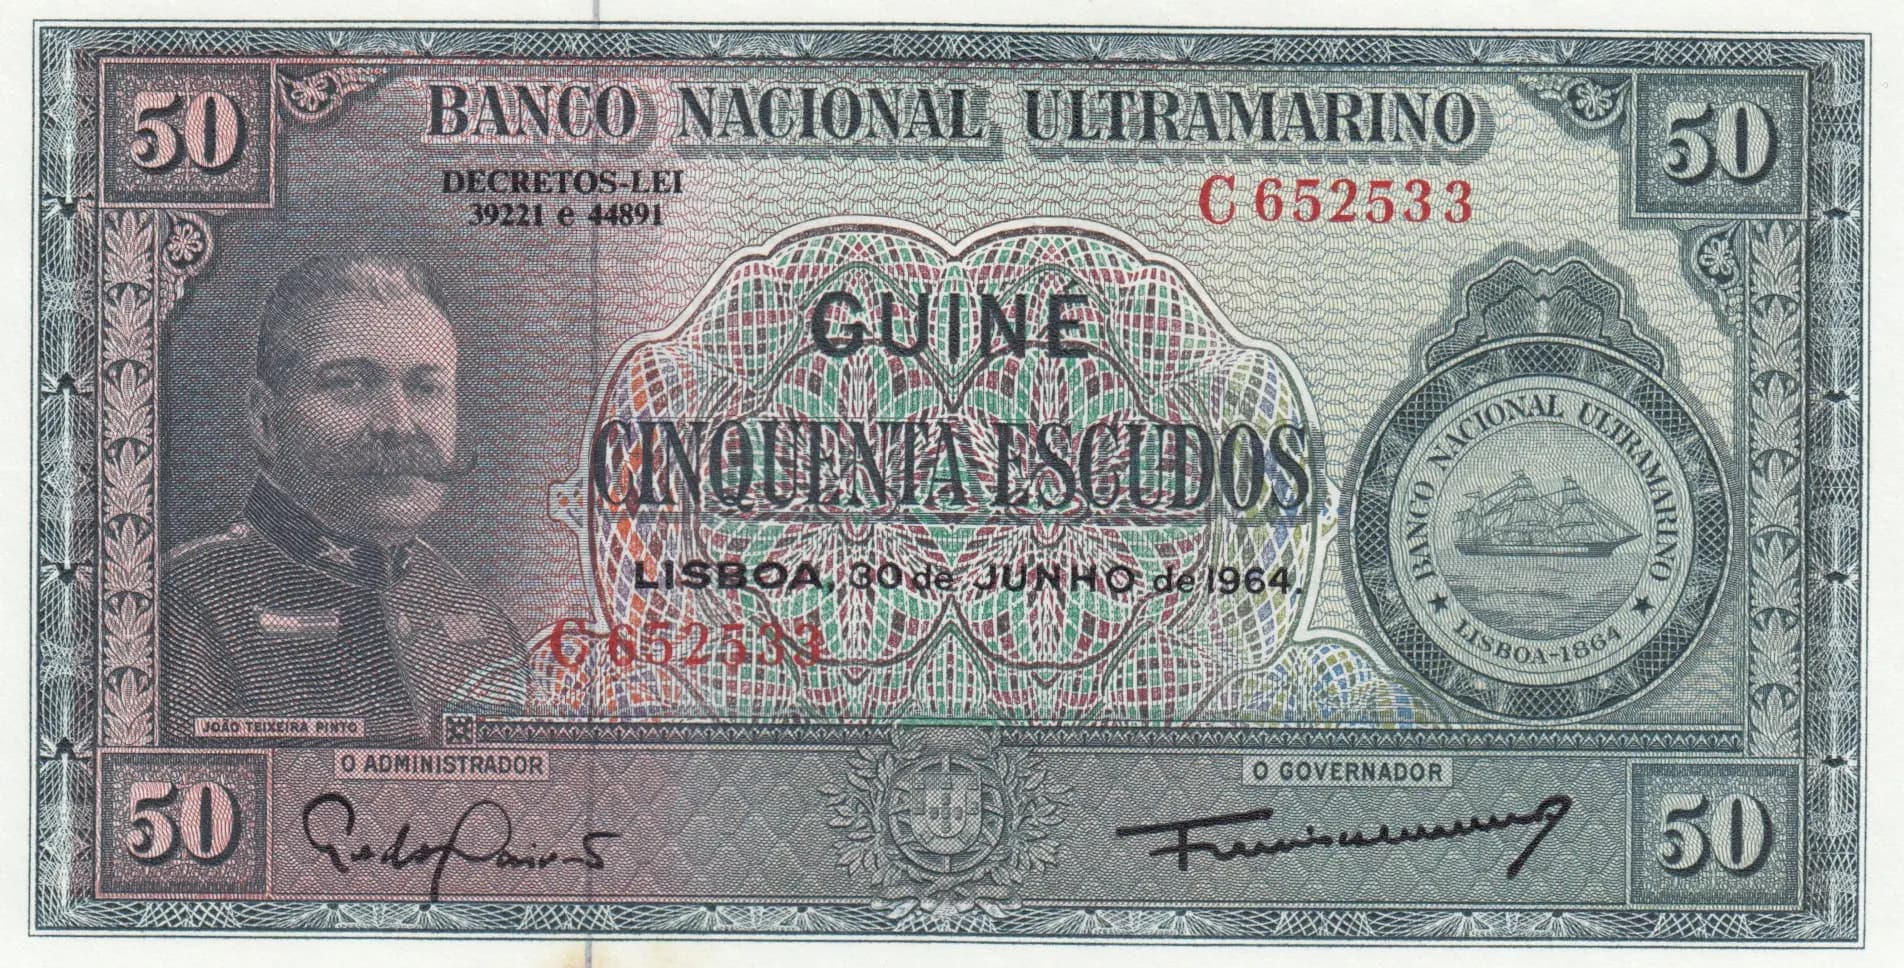 50
BANCO NACIONAL ULTRAMARINO
50
DECRETOS-LEI
39221 e 44891
C 652533
GUINÉ
CINQUENTA ESCUDOS
BANCO NACIONAL ULTRAMARINO
LISBOA-1864
LISBOA, 30 de JUNHO de 1964.
C 652533
JOÃO TEIXEIRA PINTO
O ADMINISTRADOR
O GOVERNADOR
50
50